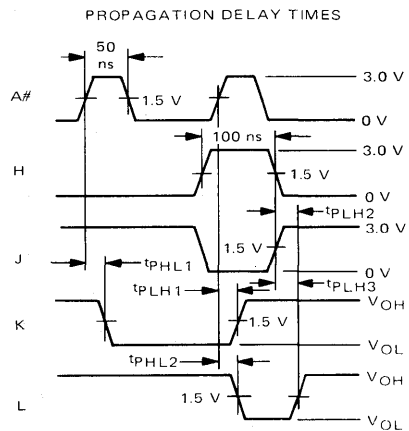 PROPAGATION DELAY TIMES
50
ns
A#
3.0 V
1.5 V
0 V
100 ns
3.0 V
H
1.5 V
0 V
tPLH2
3.0 V
J
1.5 V
tPHL1
0 V
tPLH1
tPLH3
VOH
K
1.5 V
VOL
tPHL2
VOH
1.5 V
L
VOL